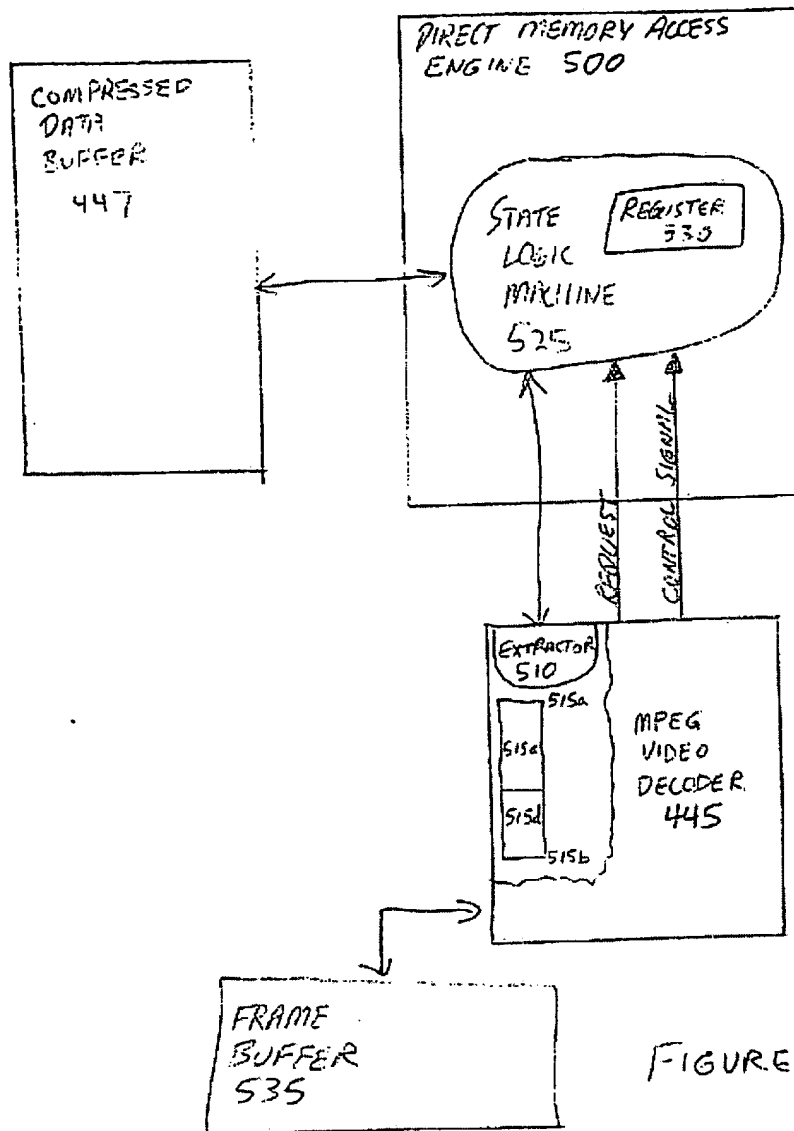 DIRECT MEMORY ACCESS
ENGINE 500
COMPRESSED
DATA
BUFFER
447
STATE
LOGIC
MACHINE
525
REGISTER
530
REQUEST
CONTROL SIGNAL
EXTRACTOR
510
515a
515c
515d
515b
MPEG
VIDEO
DECODER
445
FRAME
BUFFER
535
FIGURE